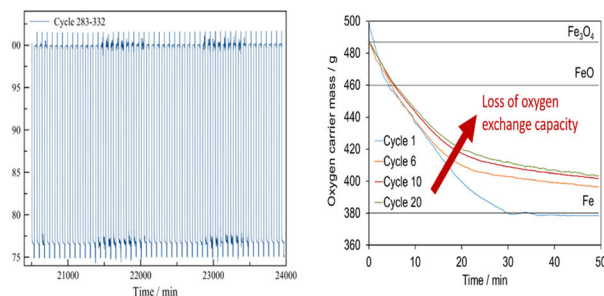 Cycle 283-332
00
95
90
85
80
75
21000 22000 23000 24000
Time / min
Oxygen carrier mass / g
500
480
460
440
420
400
380
360
Fe₃O₄
FeO
Loss of oxygen
exchange capacity
Cycle 1
Cycle 6
Cycle 10
Cycle 20
Fe
0 10 20 30 40 50
Time / min